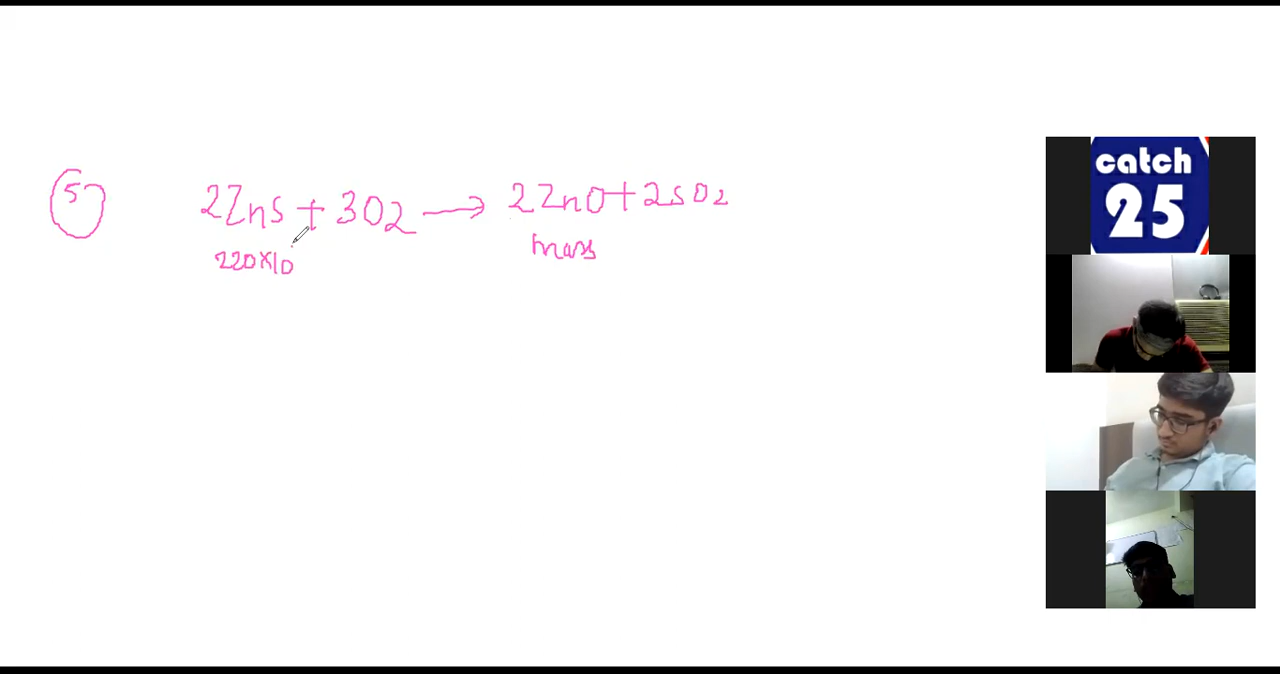 5 2ZnS + 3O2 → 2ZnO + 2SO2
220×10 mass
catch
25